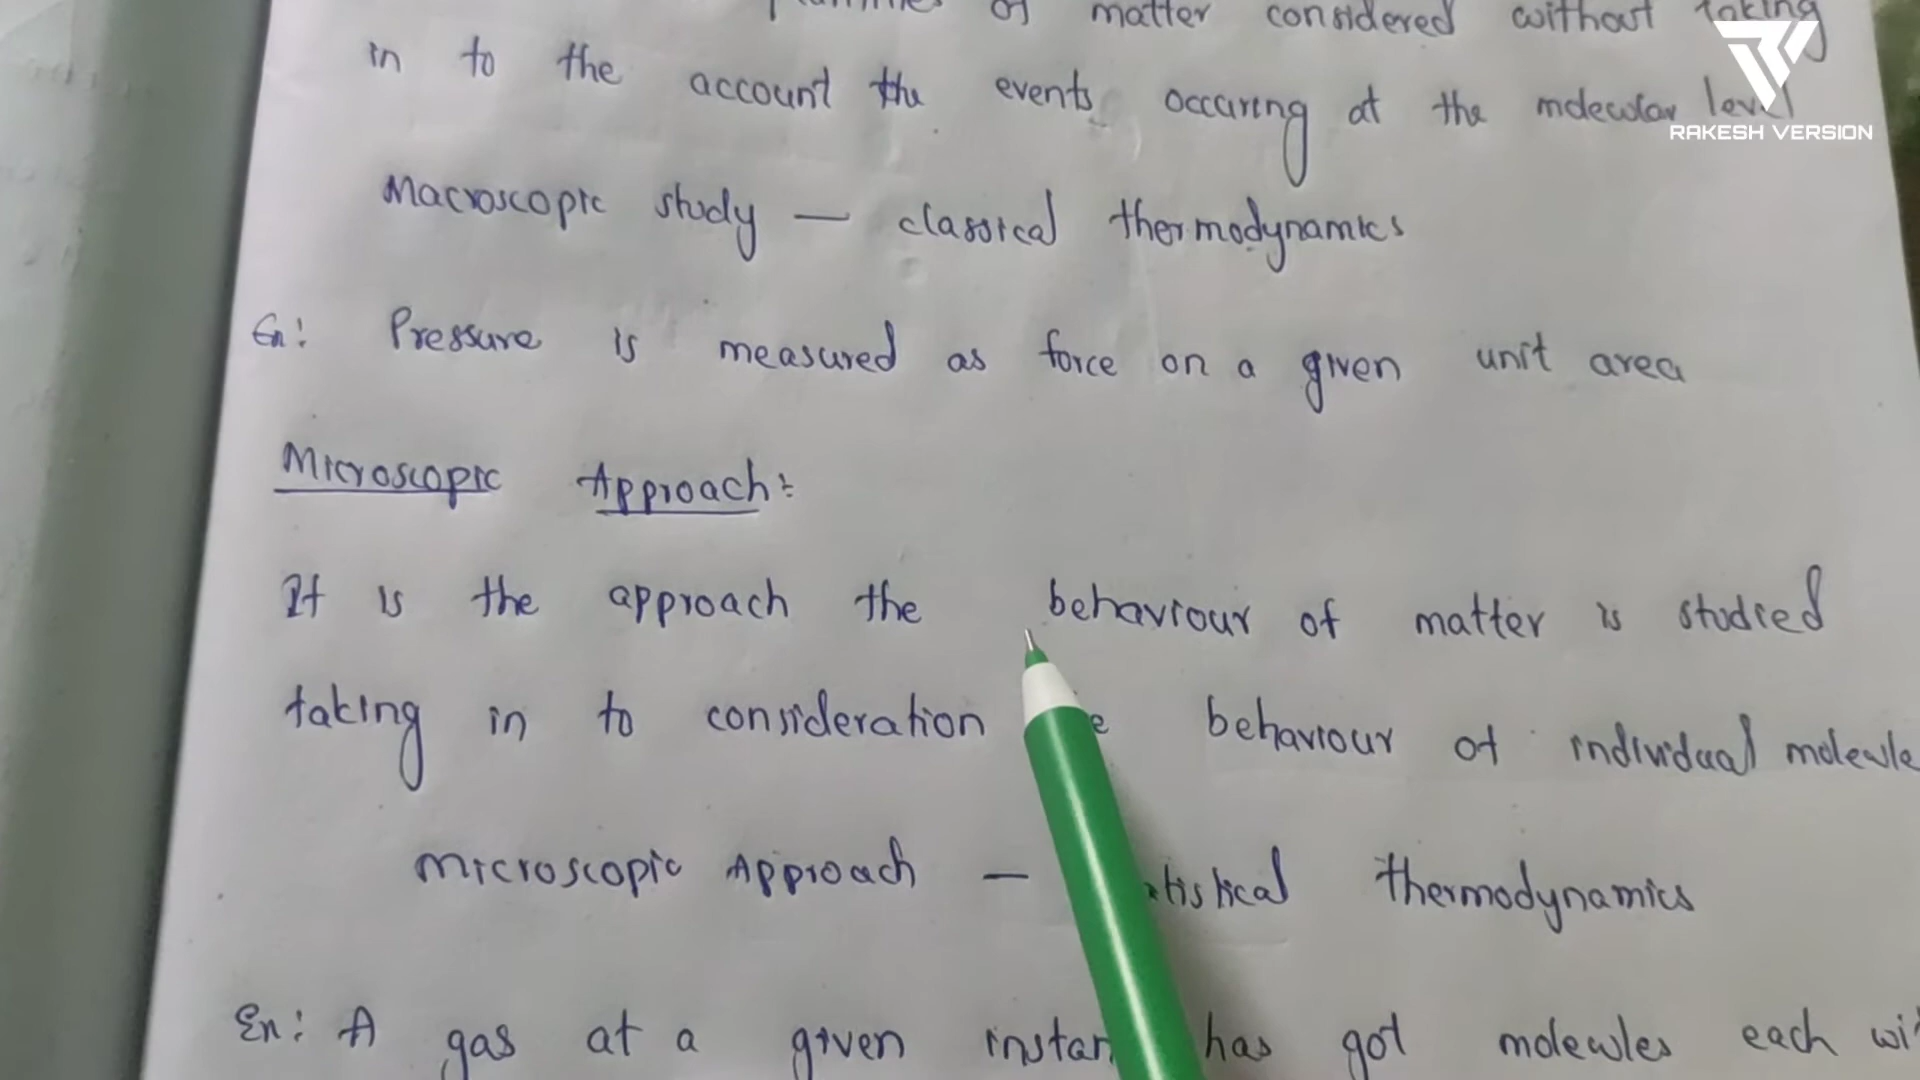 of matter considered without taking
in to the account the events occuring at the molecular level
RAKESH VERSION
Macroscopic study — classical thermodynamics
Ex: Pressure is measured as force on a given unit area
Microscopic Approach:
It is the approach the behaviour of matter is studied
taking in to consideration behaviour of individual molecule
microscopic Approach — thermodynamics
Ex: A gas at a given has got molecules each